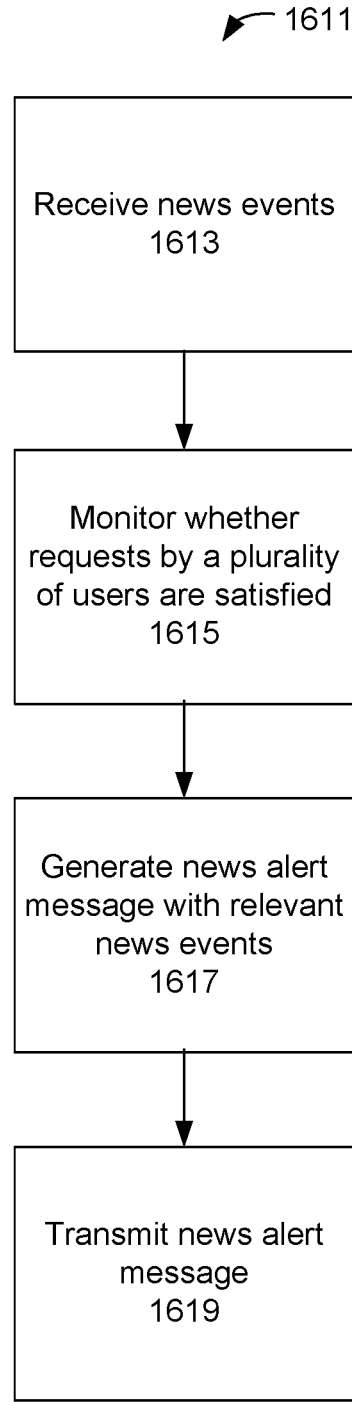 1611
Receive news events
1613
Monitor whether
requests by a plurality
of users are satisfied
1615
Generate news alert
message with relevant
news events
1617
Transmit news alert
message
1619